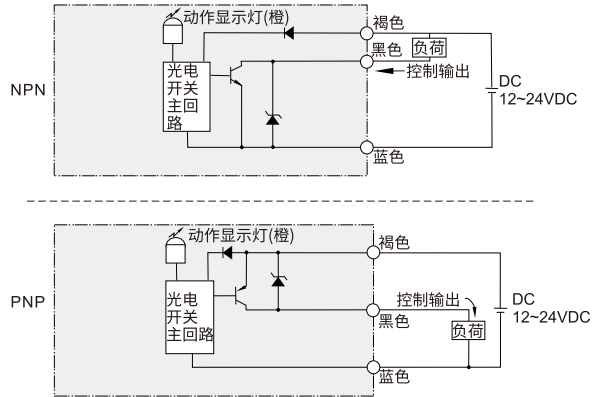 动作显示灯(橙)
褐色
负荷
黑色
控制输出
NPN
光电
开关
主回
路
DC
12~24VDC
蓝色
动作显示灯(橙)
褐色
PNP
光电
开关
主回路
控制输出
黑色
负荷
DC
12~24VDC
蓝色